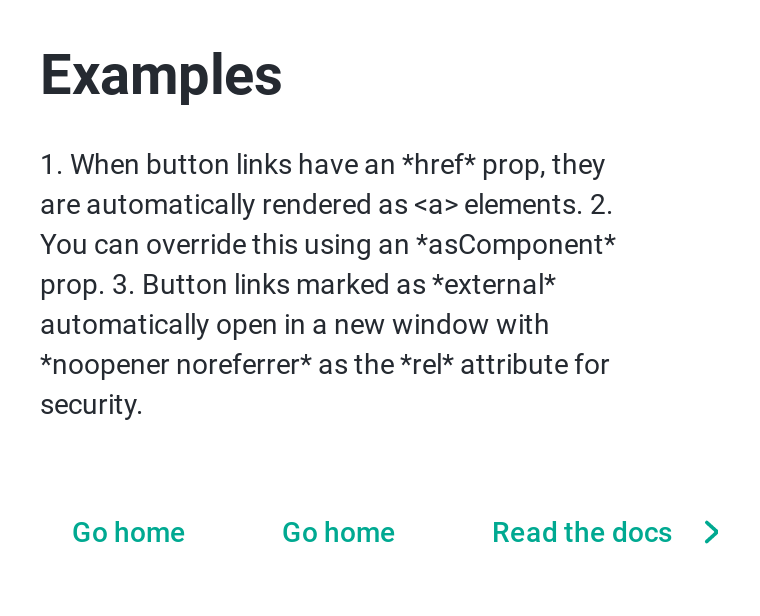 Examples
1. When button links have an *href* prop, they
are automatically rendered as <a> elements. 2.
You can override this using an *asComponent*
prop. 3. Button links marked as *external*
automatically open in a new window with
*noopener noreferrer* as the *rel* attribute for
security.
Go home Go home Read the docs